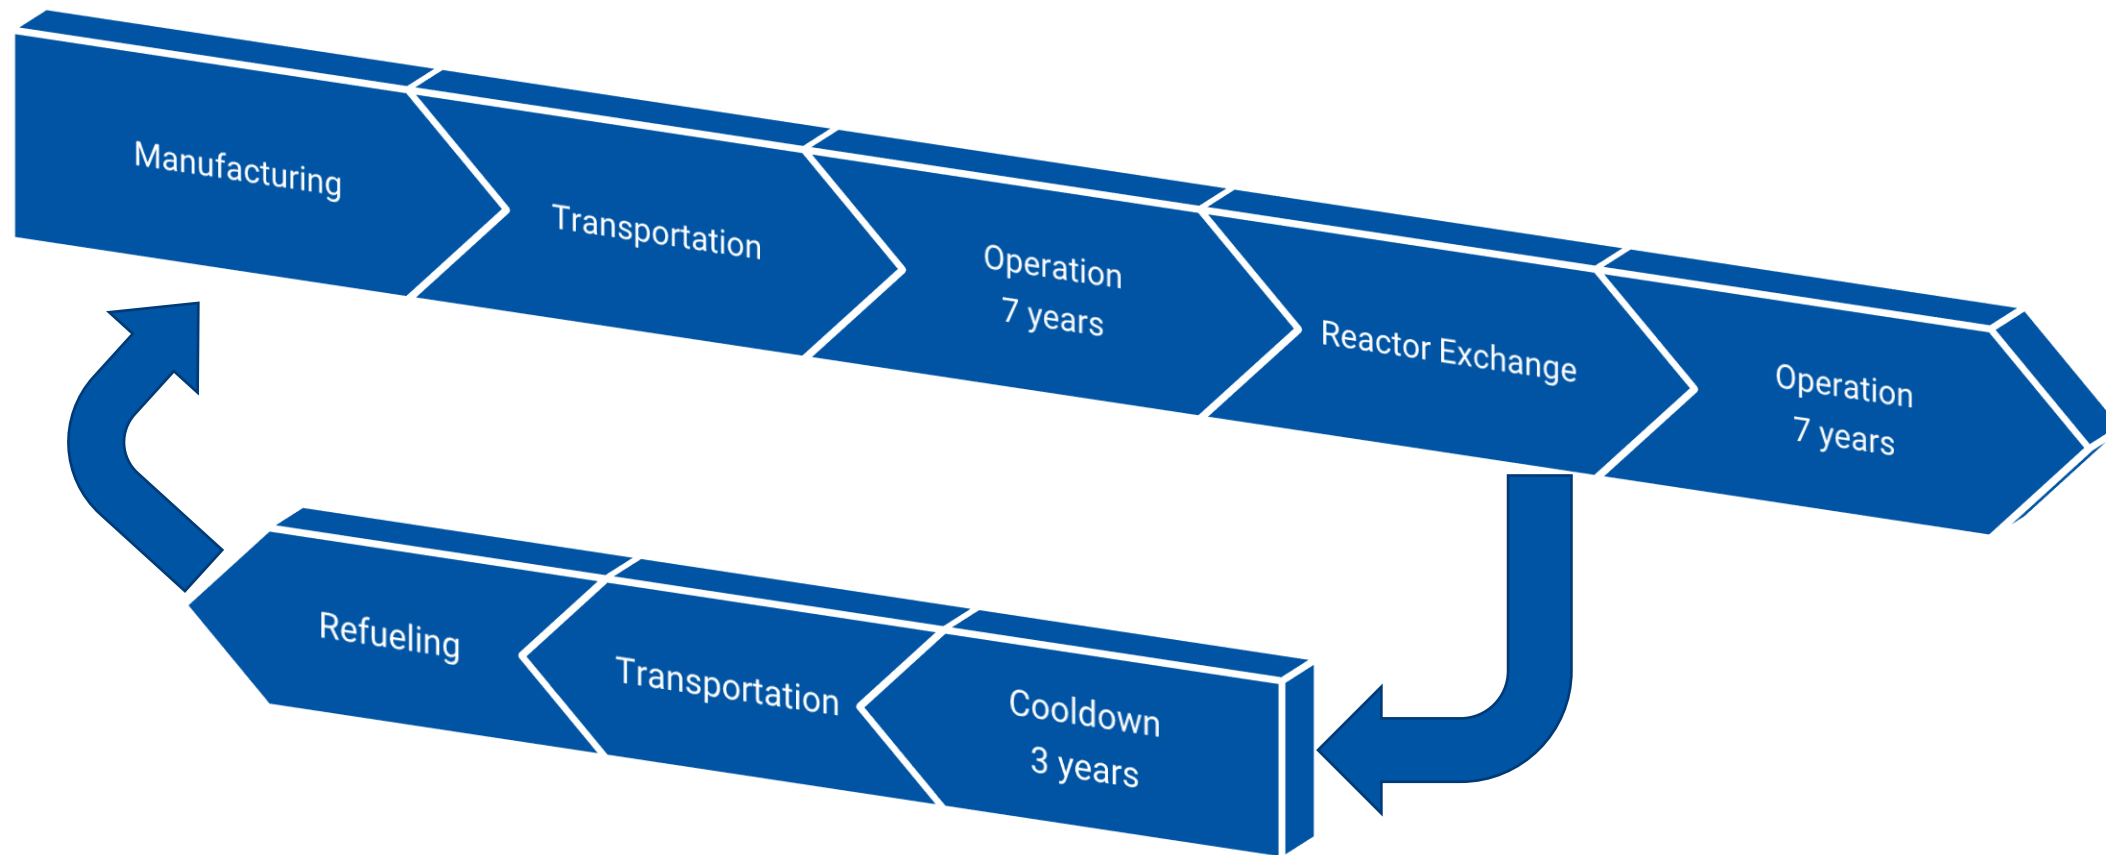 Manufacturing
Transportation
Operation
7 years
Reactor Exchange
Operation
7 years
Refueling
Transportation
Cooldown
3 years